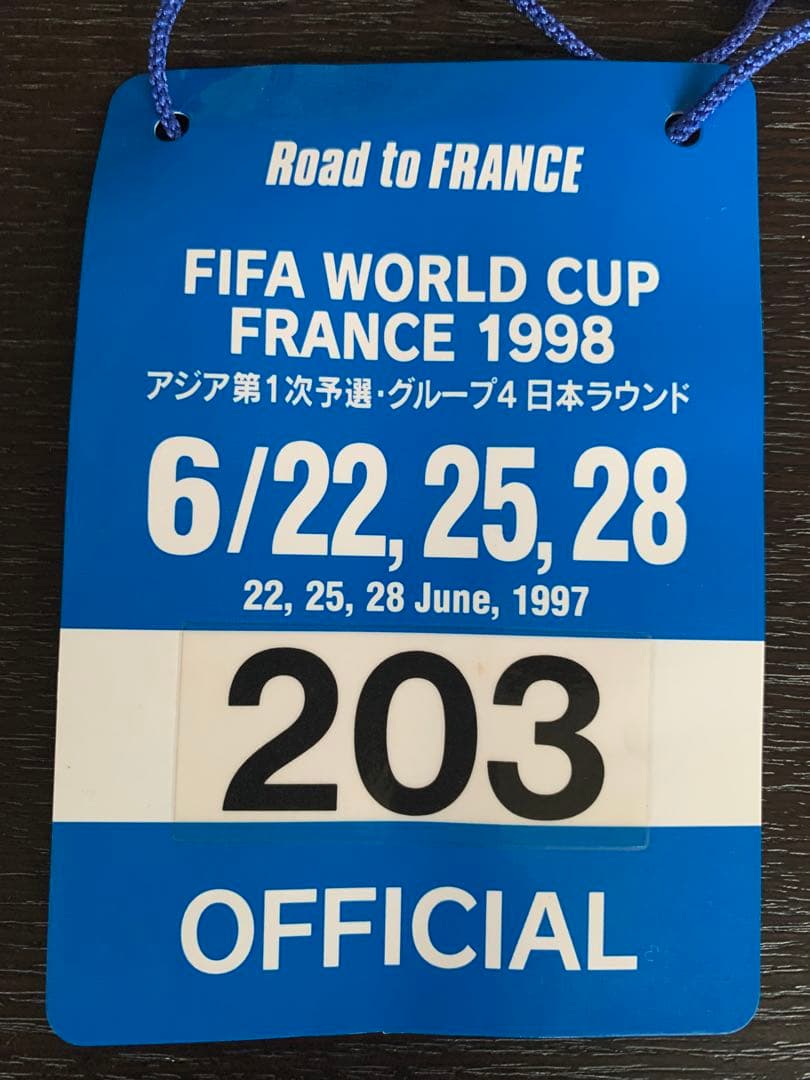 Road to FRANCE
FIFA WORLD CUP
FRANCE 1998
アジア第1次予選・グループ4 日本ラウンド
6/22, 25, 28
22, 25, 28 June, 1997
203
OFFICIAL